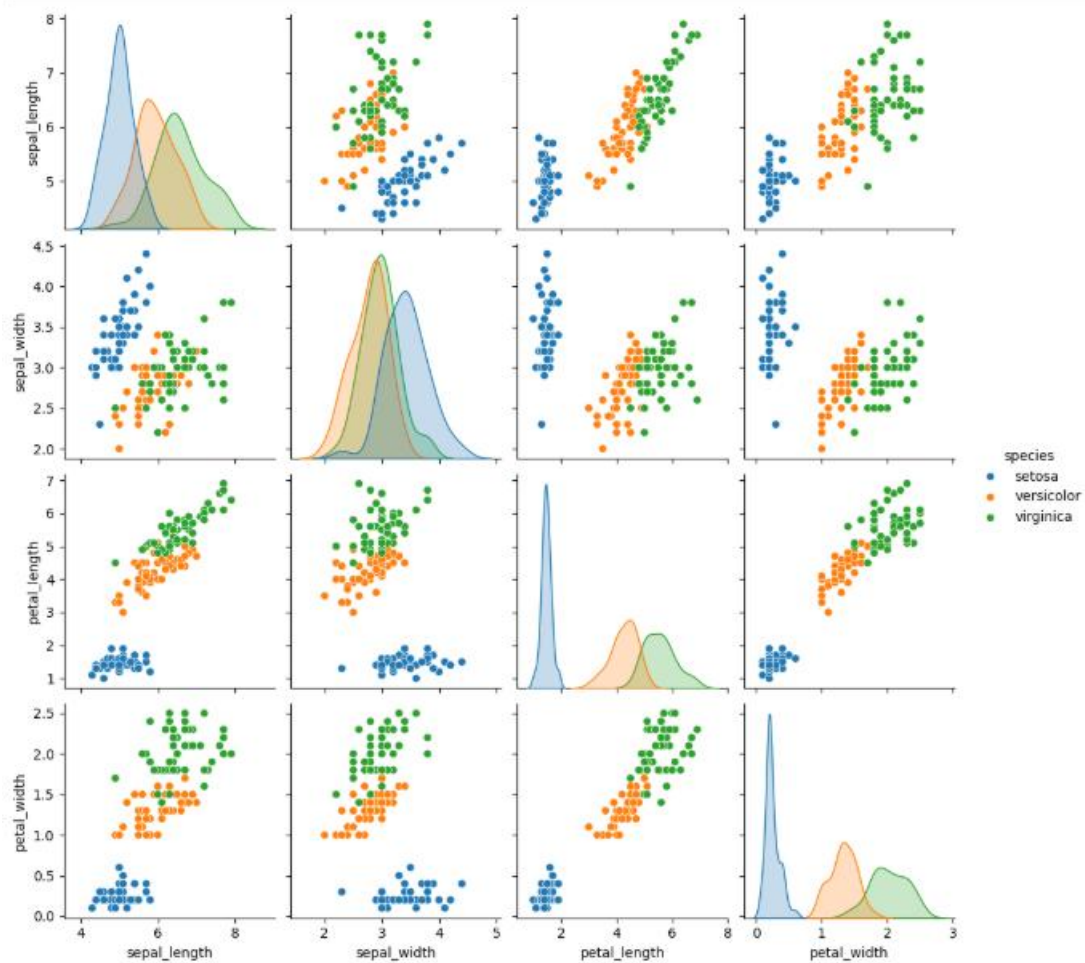 8
7
6
5
sepal_length
4.5
4.0
3.5
3.0
2.5
2.0
sepal_width
species
setosa
versicolor
virginica
7
6
5
4
3
2
1
petal_length
2.5
2.0
1.5
1.0
0.5
0.0
petal_width
4 6 8 2 3 4 5 2 4 6 8 0 1 2 3
sepal_length sepal_width petal_length petal_width